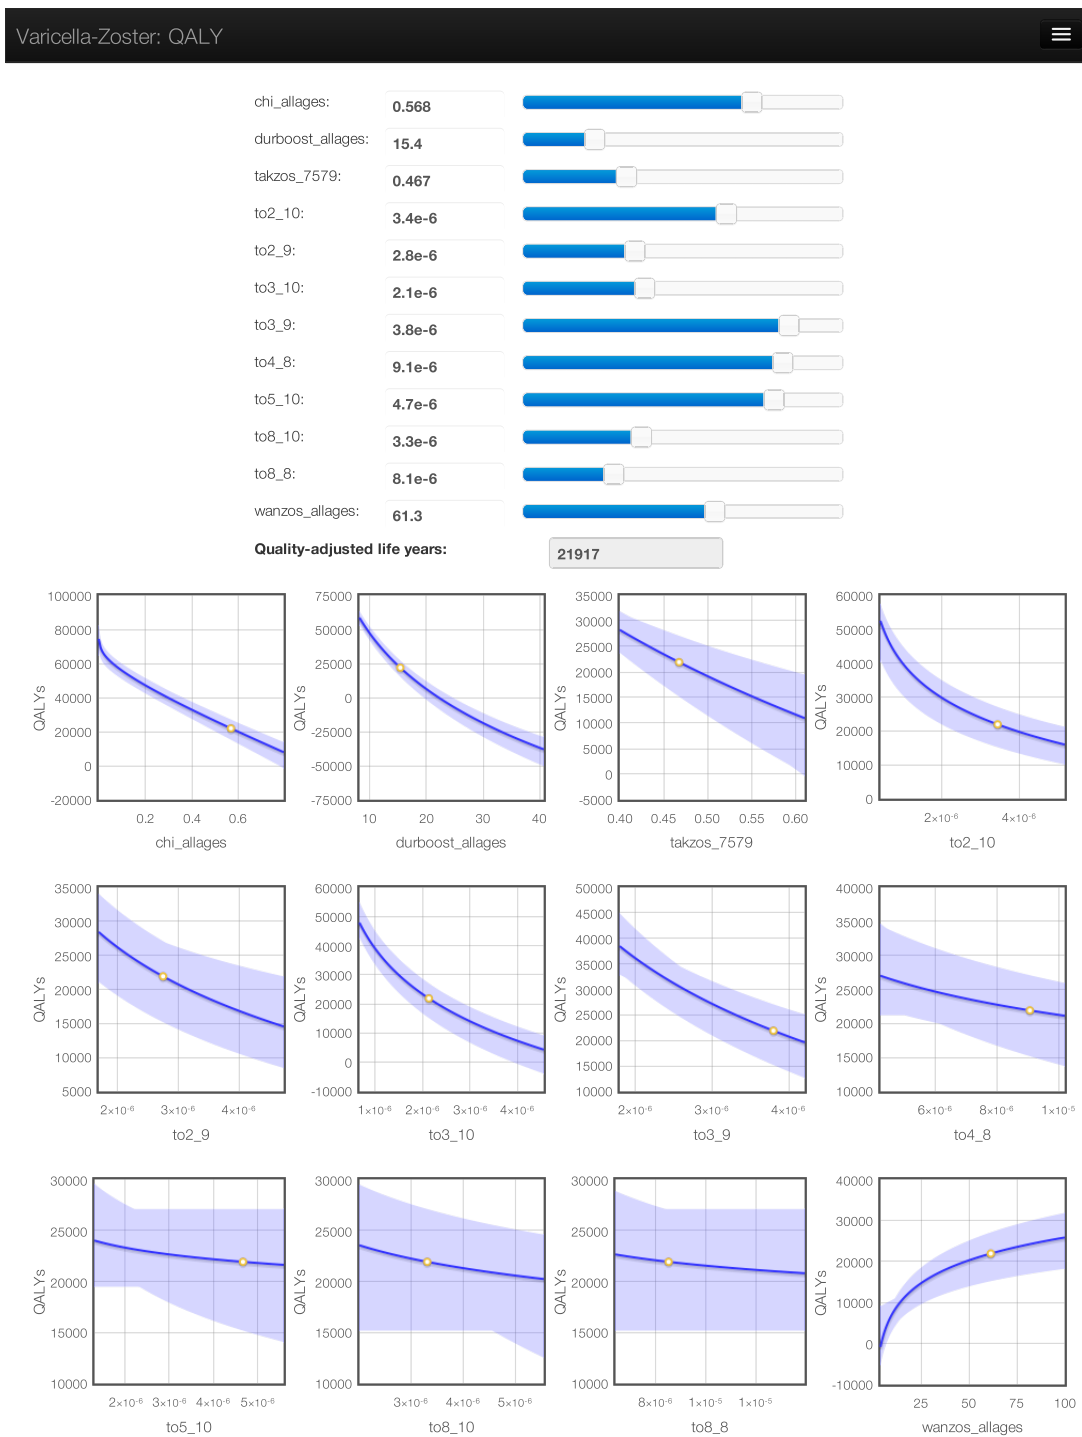 Varicella-Zoster: QALY
chi_allages: 0.568
durboost_allages: 15.4
takzos_7579: 0.467
to2_10: 3.4e-6
to2_9: 2.8e-6
to3_10: 2.1e-6
to3_9: 3.8e-6
to4_8: 9.1e-6
to5_10: 4.7e-6
to8_10: 3.3e-6
to8_8: 8.1e-6
wanzos_allages: 61.3
Quality-adjusted life years: 21917
100000
80000
60000
40000
20000
0
-20000
QALYs
0.2 0.4 0.6
chi_allages
75000
50000
25000
0
-25000
-50000
-75000
QALYs
10 20 30 40
durboost_allages
35000
30000
25000
20000
15000
10000
5000
0
-5000
QALYs
0.40 0.45 0.50 0.55 0.60
takzos_7579
60000
50000
40000
30000
20000
10000
0
QALYs
2×10⁻⁶ 4×10⁻⁶
to2_10
35000
30000
25000
20000
15000
10000
5000
QALYs
2×10⁻⁶ 3×10⁻⁶ 4×10⁻⁶
to2_9
60000
50000
40000
30000
20000
10000
0
-10000
QALYs
1×10⁻⁶ 2×10⁻⁶ 3×10⁻⁶ 4×10⁻⁶
to3_10
50000
45000
40000
35000
30000
25000
20000
15000
10000
QALYs
2×10⁻⁶ 3×10⁻⁶ 4×10⁻⁶
to3_9
40000
35000
30000
25000
20000
15000
10000
QALYs
6×10⁻⁶ 8×10⁻⁶ 1×10⁻⁵
to4_8
30000
25000
20000
15000
10000
QALYs
2×10⁻⁶ 3×10⁻⁶ 4×10⁻⁶ 5×10⁻⁶
to5_10
30000
25000
20000
15000
10000
QALYs
3×10⁻⁶ 4×10⁻⁶ 5×10⁻⁶
to8_10
30000
25000
20000
15000
10000
QALYs
8×10⁻⁶ 1×10⁻⁵ 1×10⁻⁵
to8_8
40000
30000
20000
10000
0
-10000
QALYs
25 50 75 100
wanzos_allages